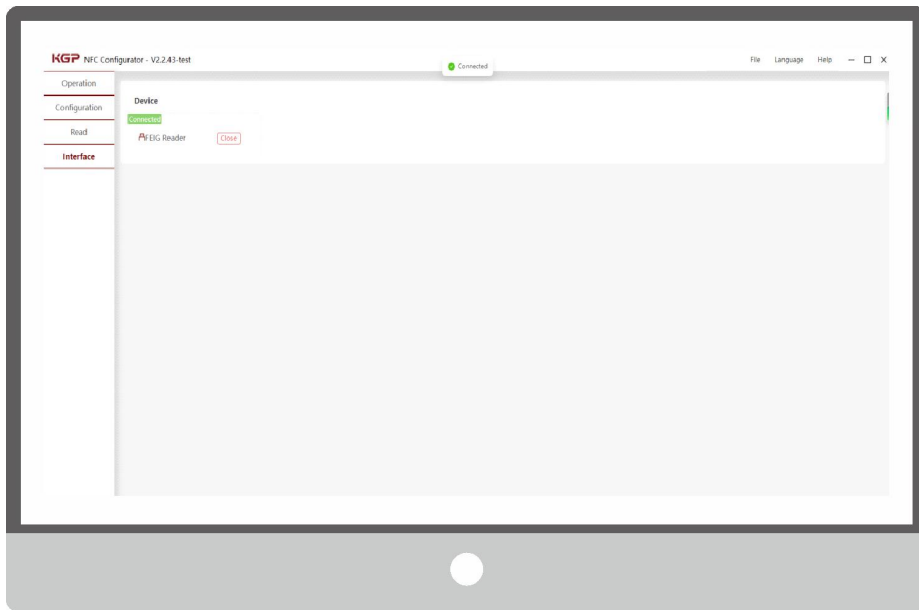 KGP NFC Configurator - V2.2.43-test
Connected
File Language Help
Operation
Configuration
Read
Interface
Device
Connected
FEIG Reader
Close